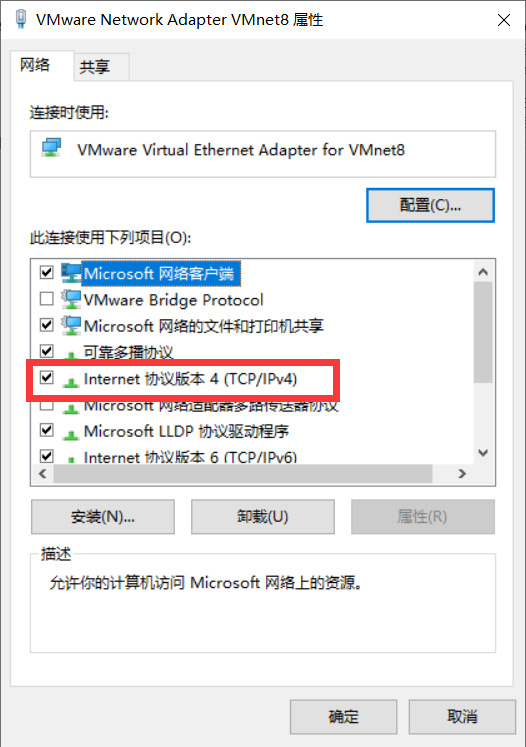 VMware Network Adapter VMnet8 属性
网络
共享
连接时使用:
VMware Virtual Ethernet Adapter for VMnet8
配置(C)...
此连接使用下列项目(O):
Microsoft 网络客户端
VMware Bridge Protocol
Microsoft 网络的文件和打印机共享
可靠多播协议
Internet 协议版本 4 (TCP/IPv4)
Microsoft 网络适配器多路传送器协议
Microsoft LLDP 协议驱动程序
Internet 协议版本 6 (TCP/IPv6)
安装(N)...
卸载(U)
属性(R)
描述
允许你的计算机访问 Microsoft 网络上的资源。
确定
取消